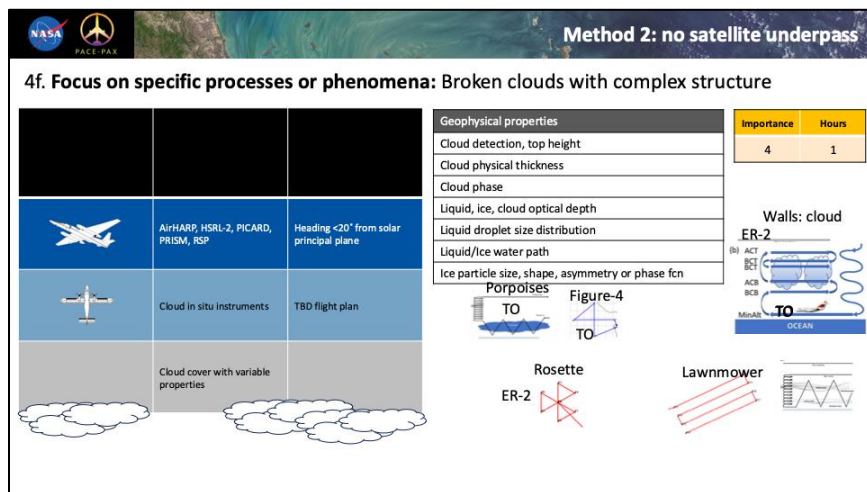 NASA
PACE-PAX
Method 2: no satellite underpass
4f. Focus on specific processes or phenomena: Broken clouds with complex structure
AirHARP, HSRL-2, PICARD,
PRISM, RSP
Heading <20° from solar
principal plane
Cloud in situ instruments
TBD flight plan
Cloud cover with variable
properties
Geophysical properties
Cloud detection, top height
Cloud physical thickness
Cloud phase
Liquid, ice, cloud optical depth
Liquid droplet size distribution
Liquid/Ice water path
Ice particle size, shape, asymmetry or phase fcn
Importance
Hours
4
1
Walls: cloud
ER-2
(b)
ACT
BCT
BCT
ACB
BCB
MinAlt
TO
OCEAN
Porpoises
TO
Figure-4
TO
Rosette
ER-2
Lawnmower